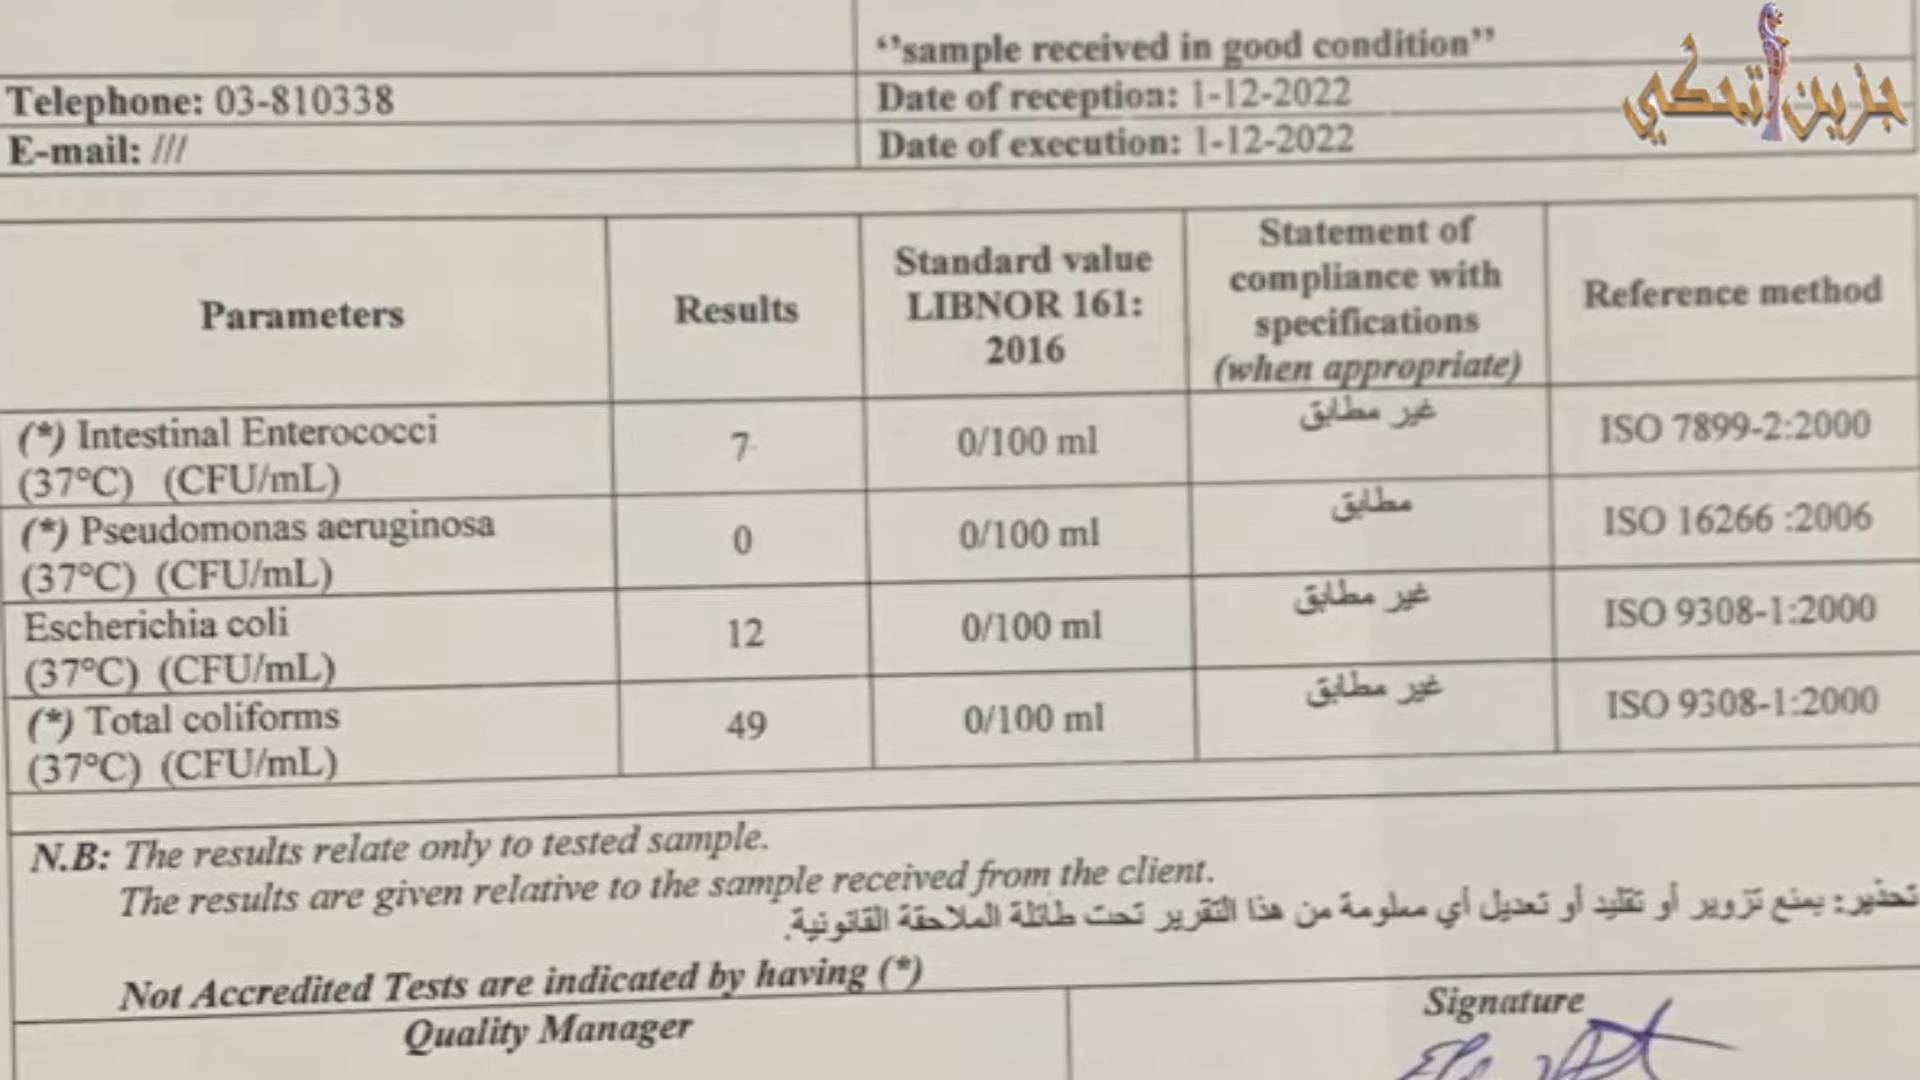 ‘’sample received in good condition’’
Telephone: 03-810338
Date of reception: 1-12-2022
E-mail: ///
Date of execution: 1-12-2022
جزين تحكي
Parameters
Results
Standard value
LIBNOR 161:
2016
Statement of
compliance with
specifications
(when appropriate)
Reference method
(*) Intestinal Enterococci
(37°C) (CFU/mL)
7
0/100 ml
غير مطابق
ISO 7899-2:2000
(*) Pseudomonas aeruginosa
(37°C) (CFU/mL)
0
0/100 ml
مطابق
ISO 16266 :2006
Escherichia coli
(37°C) (CFU/mL)
12
0/100 ml
غير مطابق
ISO 9308-1:2000
(*) Total coliforms
(37°C) (CFU/mL)
49
0/100 ml
غير مطابق
ISO 9308-1:2000
N.B: The results relate only to tested sample.
The results are given relative to the sample received from the client.
تحذير: يمنع تزوير أو تقليد أو تعديل أي معلومة من هذا التقرير تحت طائلة الملاحقة القانونية.
Not Accredited Tests are indicated by having (*)
Quality Manager
Signature